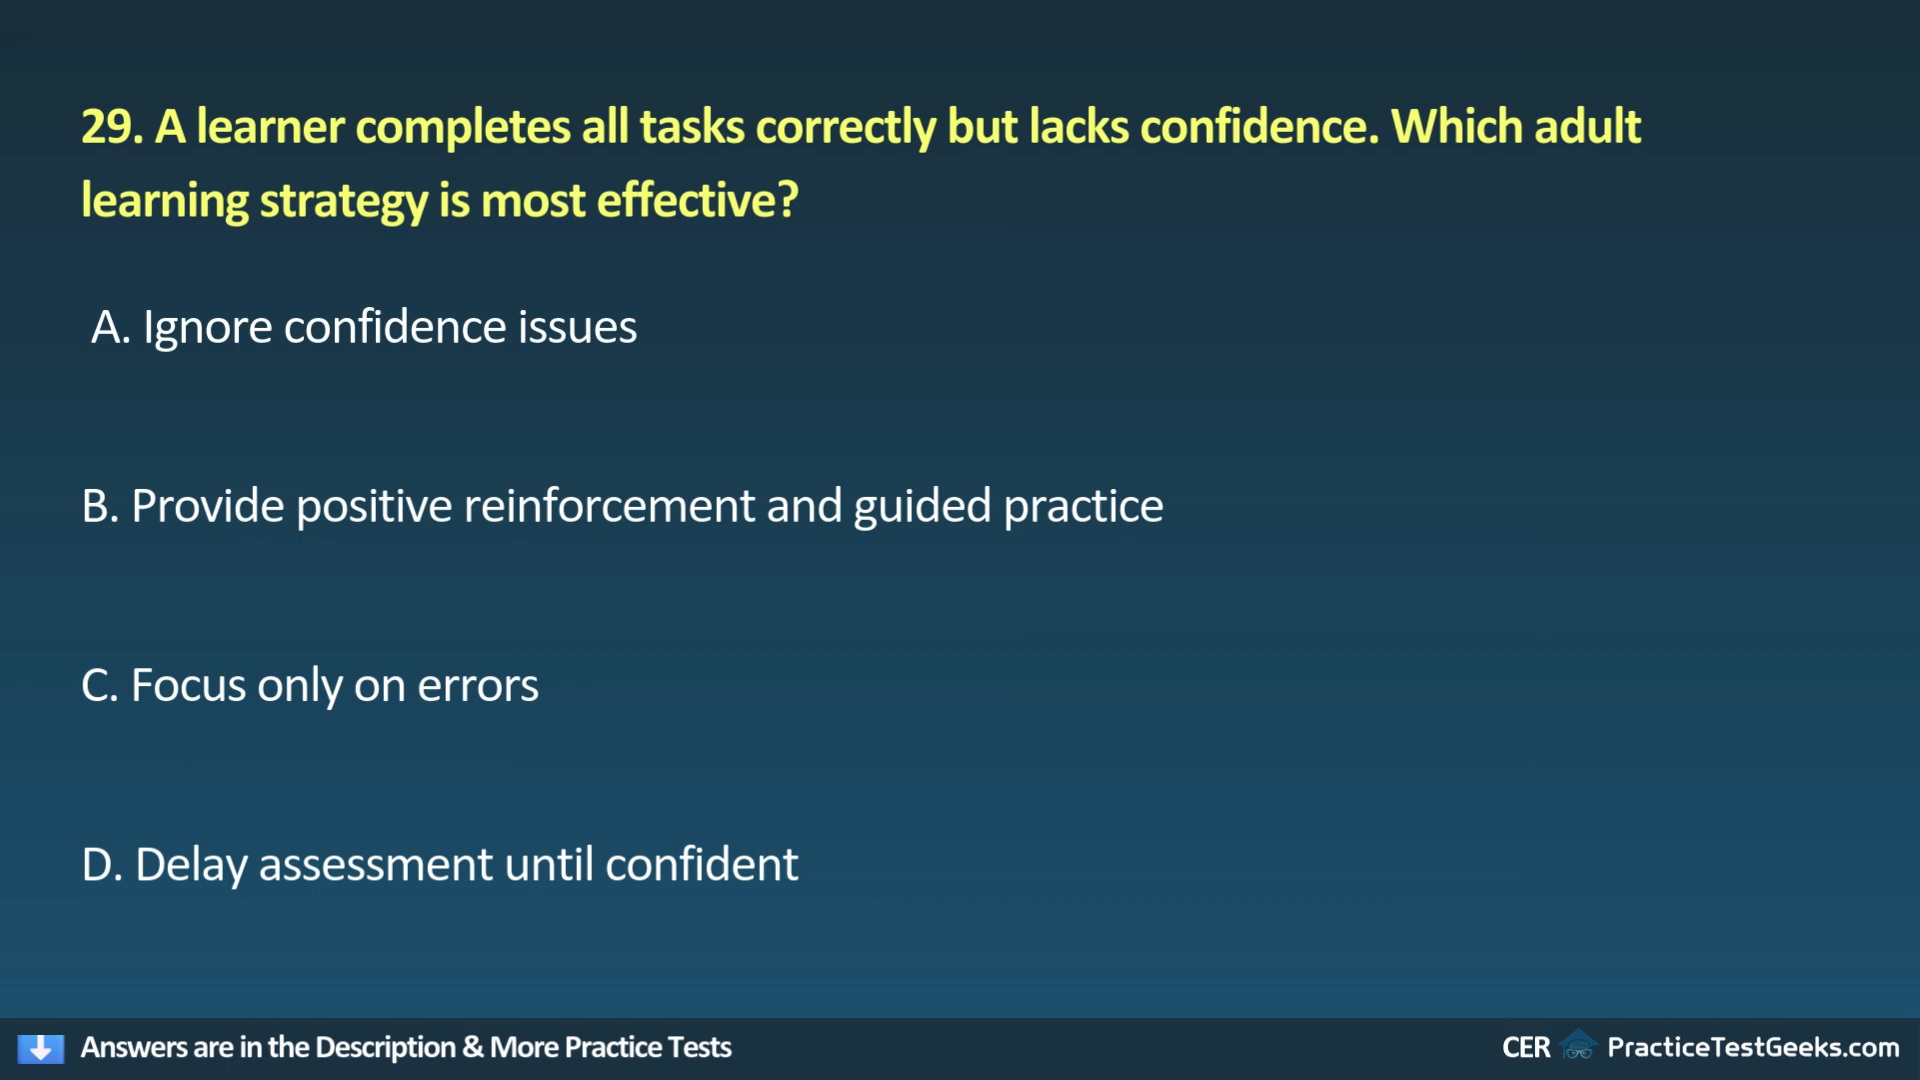 29. A learner completes all tasks correctly but lacks confidence. Which adult
learning strategy is most effective?
A. Ignore confidence issues
B. Provide positive reinforcement and guided practice
C. Focus only on errors
D. Delay assessment until confident
Answers are in the Description & More Practice Tests
CER PracticeTestGeeks.com